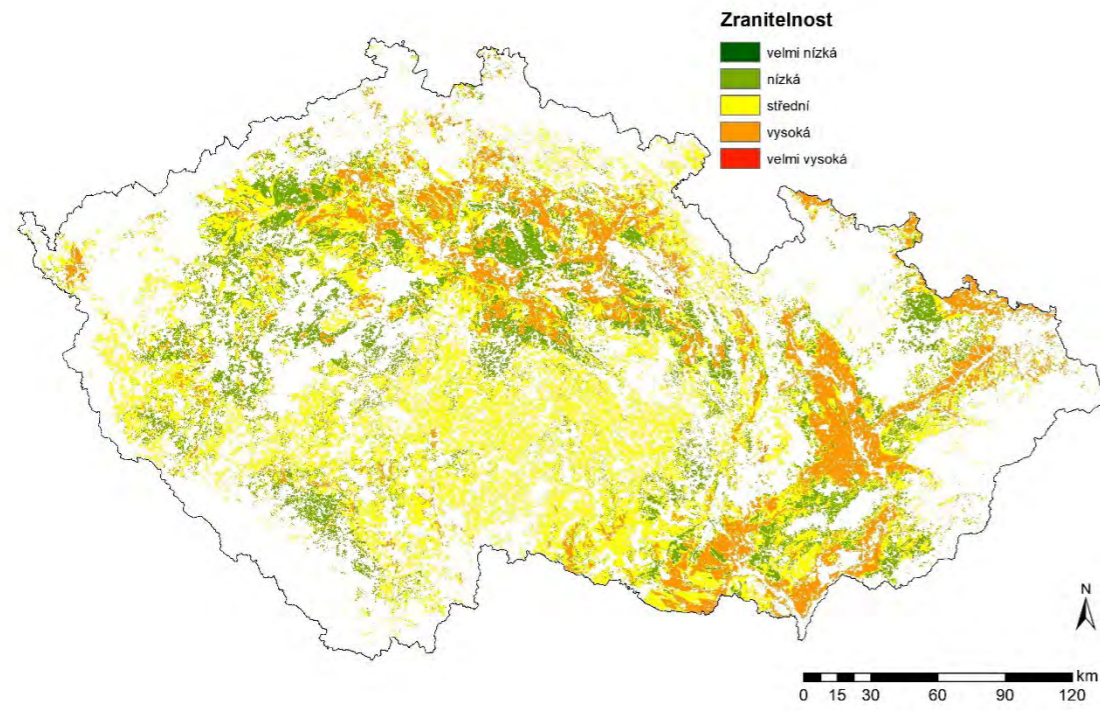 Zranitelnost
velmi nízká
nízká
střední
vysoká
velmi vysoká
N
km
0 15 30 60 90 120